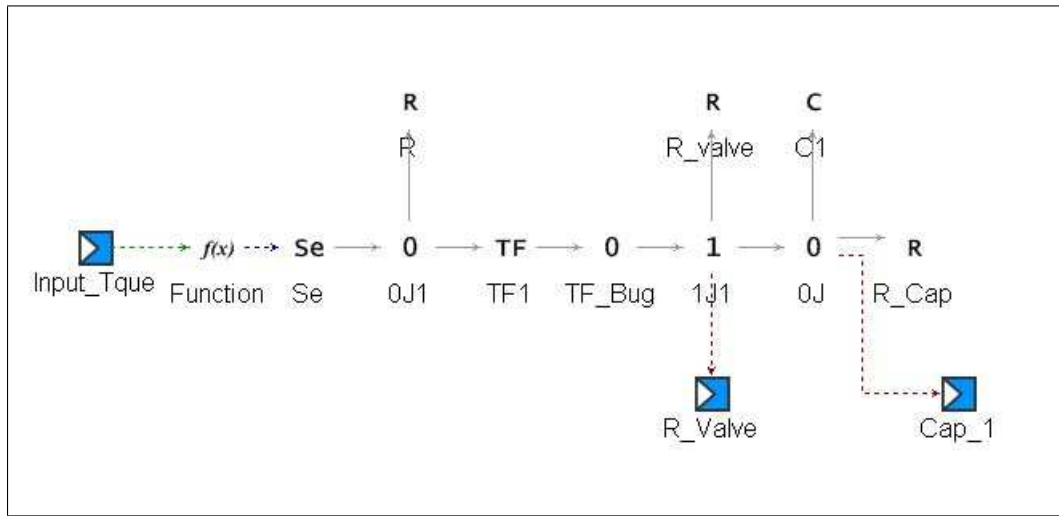 R R C
R R_valve C1
f(x) Se 0 TF 0 1 0 R
Input_Tque Function Se 0J1 TF1 TF_Bug 1J1 0J R_Cap
R_Valve Cap_1